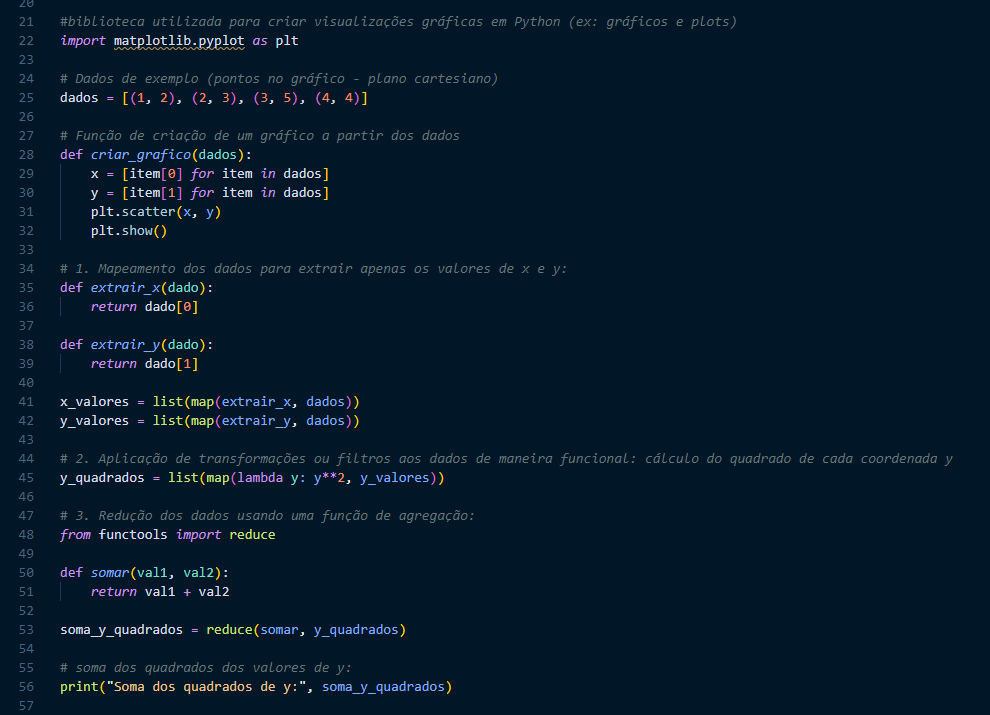 20
21 #biblioteca utilizada para criar visualizações gráficas em Python (ex: gráficos e plots)
22 import matplotlib.pyplot as plt
23
24 # Dados de exemplo (pontos no gráfico - plano cartesiano)
25 dados = [(1, 2), (2, 3), (3, 5), (4, 4)]
26
27 # Função de criação de um gráfico a partir dos dados
28 def criar_grafico(dados):
29     x = [item[0] for item in dados]
30     y = [item[1] for item in dados]
31     plt.scatter(x, y)
32     plt.show()
33
34 # 1. Mapeamento dos dados para extrair apenas os valores de x e y:
35 def extrair_x(dado):
36     return dado[0]
37
38 def extrair_y(dado):
39     return dado[1]
40
41 x_valores = list(map(extrair_x, dados))
42 y_valores = list(map(extrair_y, dados))
43
44 # 2. Aplicação de transformações ou filtros aos dados de maneira funcional: cálculo do quadrado de cada coordenada y
45 y_quadrados = list(map(lambda y: y**2, y_valores))
46
47 # 3. Redução dos dados usando uma função de agregação:
48 from functools import reduce
49
50 def somar(val1, val2):
51     return val1 + val2
52
53 soma_y_quadrados = reduce(somar, y_quadrados)
54
55 # soma dos quadrados dos valores de y:
56 print("Soma dos quadrados de y:", soma_y_quadrados)
57